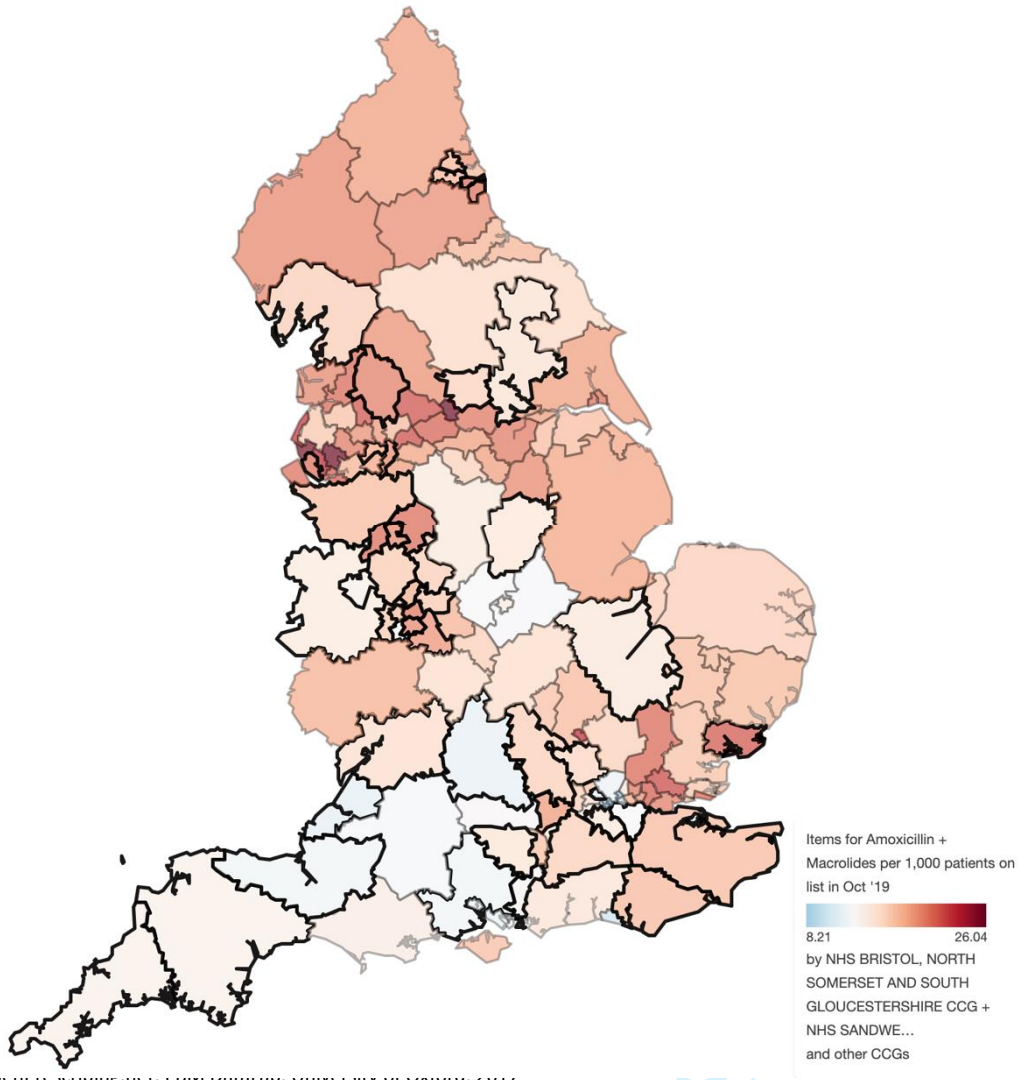 Items for Amoxicillin +
Macrolides per 1,000 patients on
list in Oct '19
8.21 26.04
by NHS BRISTOL, NORTH
SOMERSET AND SOUTH
GLOUCESTERSHIRE CCG +
NHS SANDWE...
and other CCGs